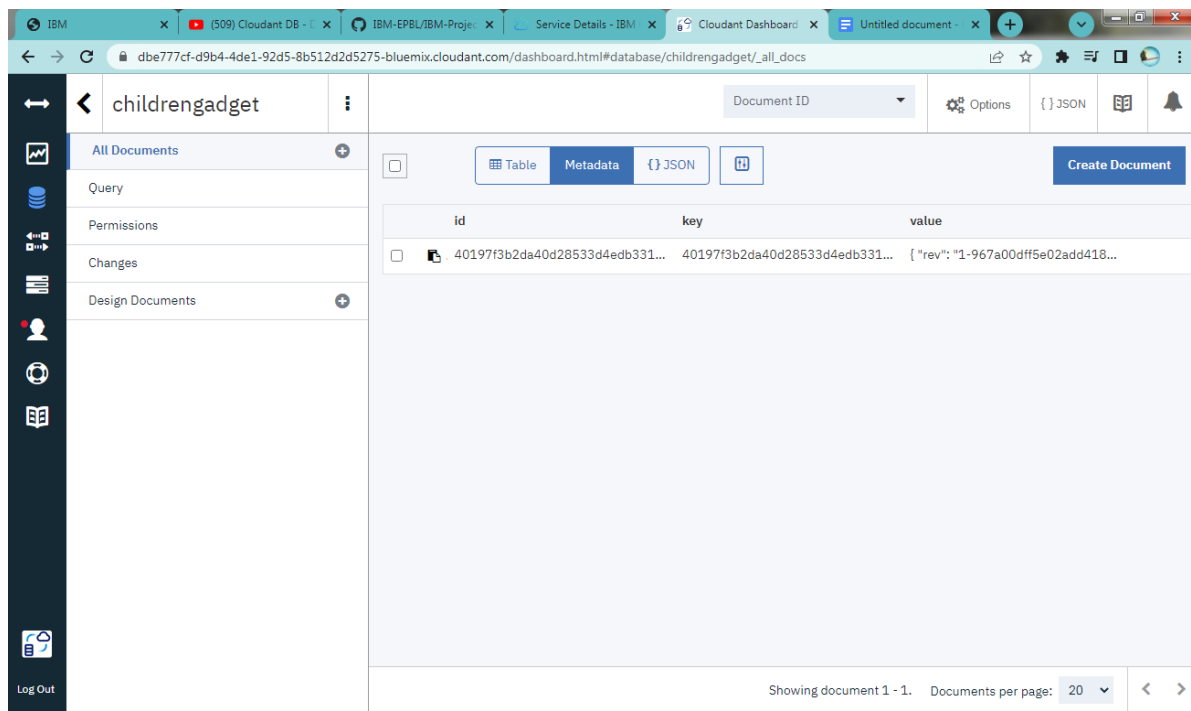 IBM
(509) Cloudant DB - D
IBM-EPBL/IBM-Projec
Service Details - IBM
Cloudant Dashboard
Untitled document -
dbe777cf-d9b4-4de1-92d5-8b512d2d5275-bluemix.cloudant.com/dashboard.html#database/childrengadget/_all_docs
childrengadget
Document ID
Options
{ } JSON
All Documents
Query
Permissions
Changes
Design Documents
Table
Metadata
{ } JSON
Create Document
id key value
40197f3b2da40d28533d4edb331... 40197f3b2da40d28533d4edb331... { "rev": "1-967a00dff5e02add418...
Log Out
Showing document 1 - 1. Documents per page: 20